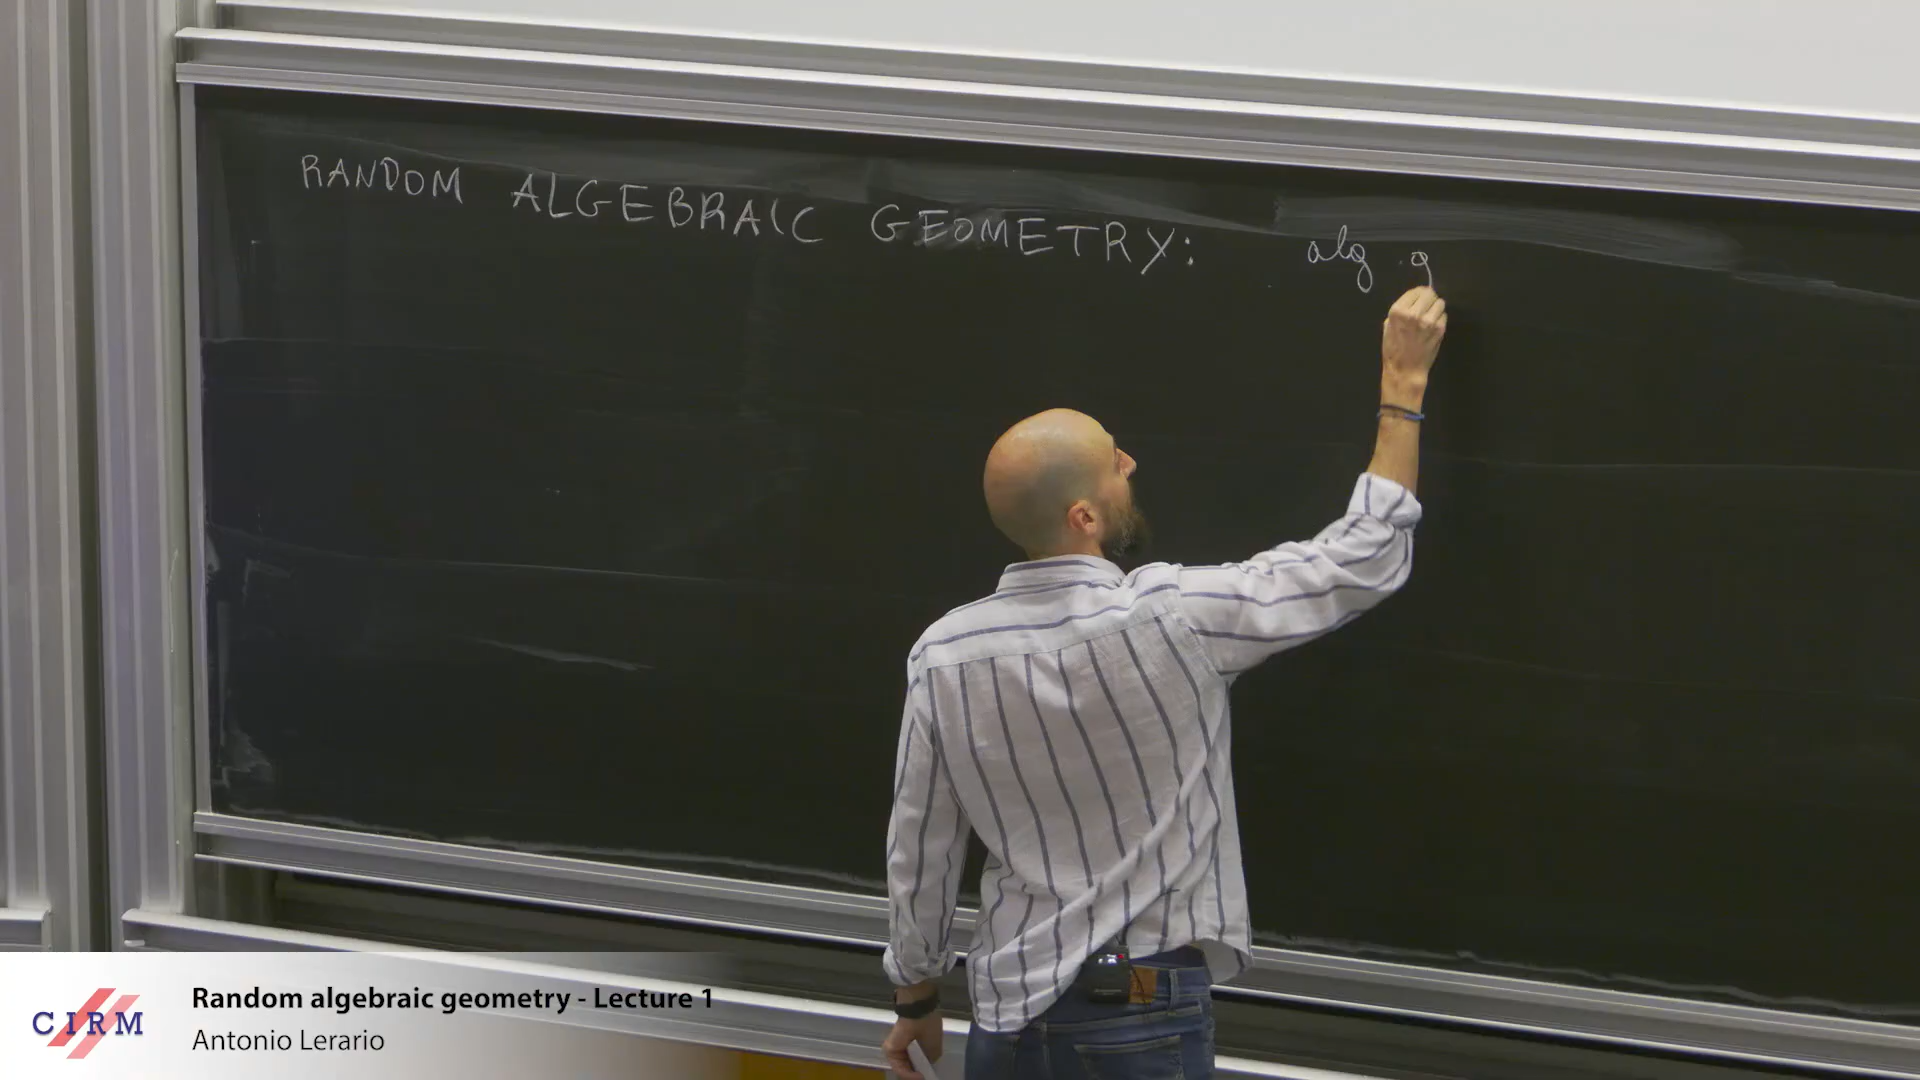 RANDOM ALGEBRAIC GEOMETRY: alg. g
CIRM
Random algebraic geometry - Lecture 1
Antonio Lerario